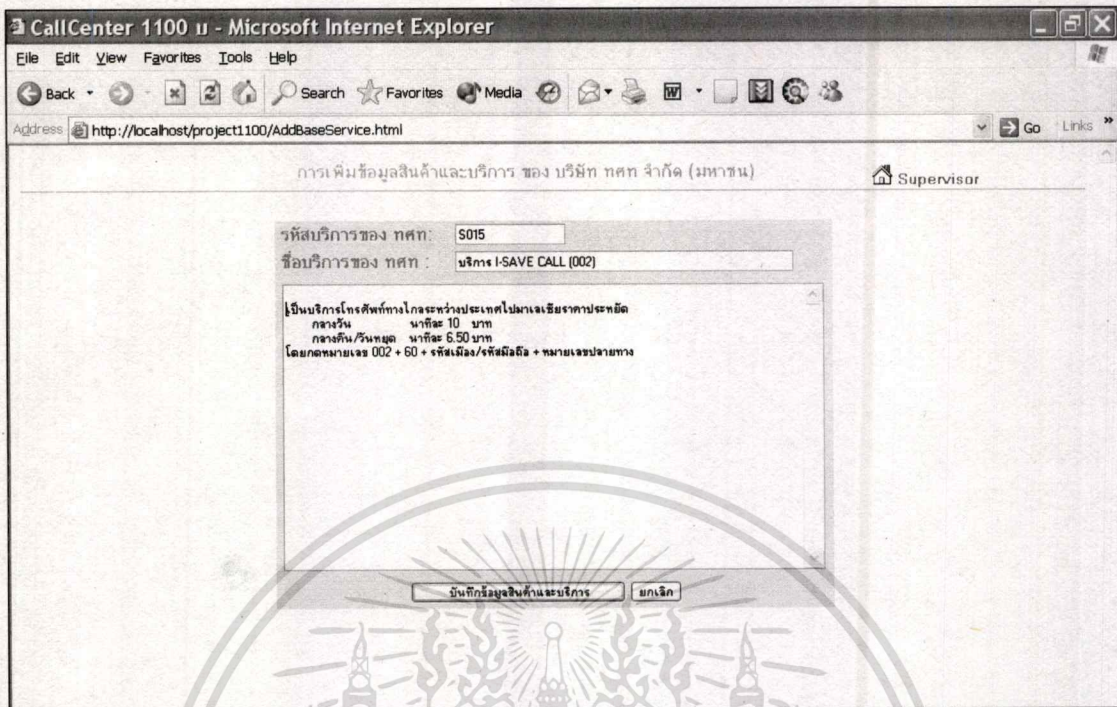 CallCenter 1100 ม - Microsoft Internet Explorer
File Edit View Favorites Tools Help
Back Search Favorites Media
Address http://localhost/project1100/AddBaseService.html Go Links »
การเพิ่มข้อมูลสินค้าและบริการ ของ บริษัท ทศท จำกัด (มหาชน)
Supervisor
รหัสบริการของ ทศท: S015
ชื่อบริการของ ทศท : บริการ I-SAVE CALL (002)
เป็นบริการโทรศัพท์ทางไกลระหว่างประเทศไปมาเลเซียราคาประหยัด
กลางวัน นาทีละ 10 บาท
กลางคืน/วันหยุด นาทีละ 6.50 บาท
โดยกดหมายเลข 002 + 60 + รหัสเมือง/รหัสมือถือ + หมายเลขปลายทาง
บันทึกข้อมูลสินค้าและบริการ ยกเลิก